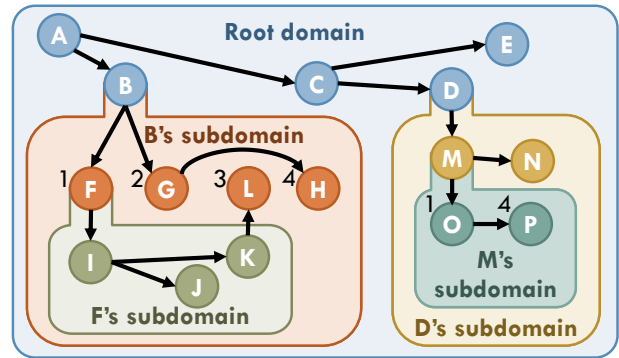 A
Root domain
E
B
C
D
B's subdomain
M
N
1
F
2
G
3
L
4
H
1
O
4
P
I
K
J
M's
subdomain
F's subdomain
D's subdomain